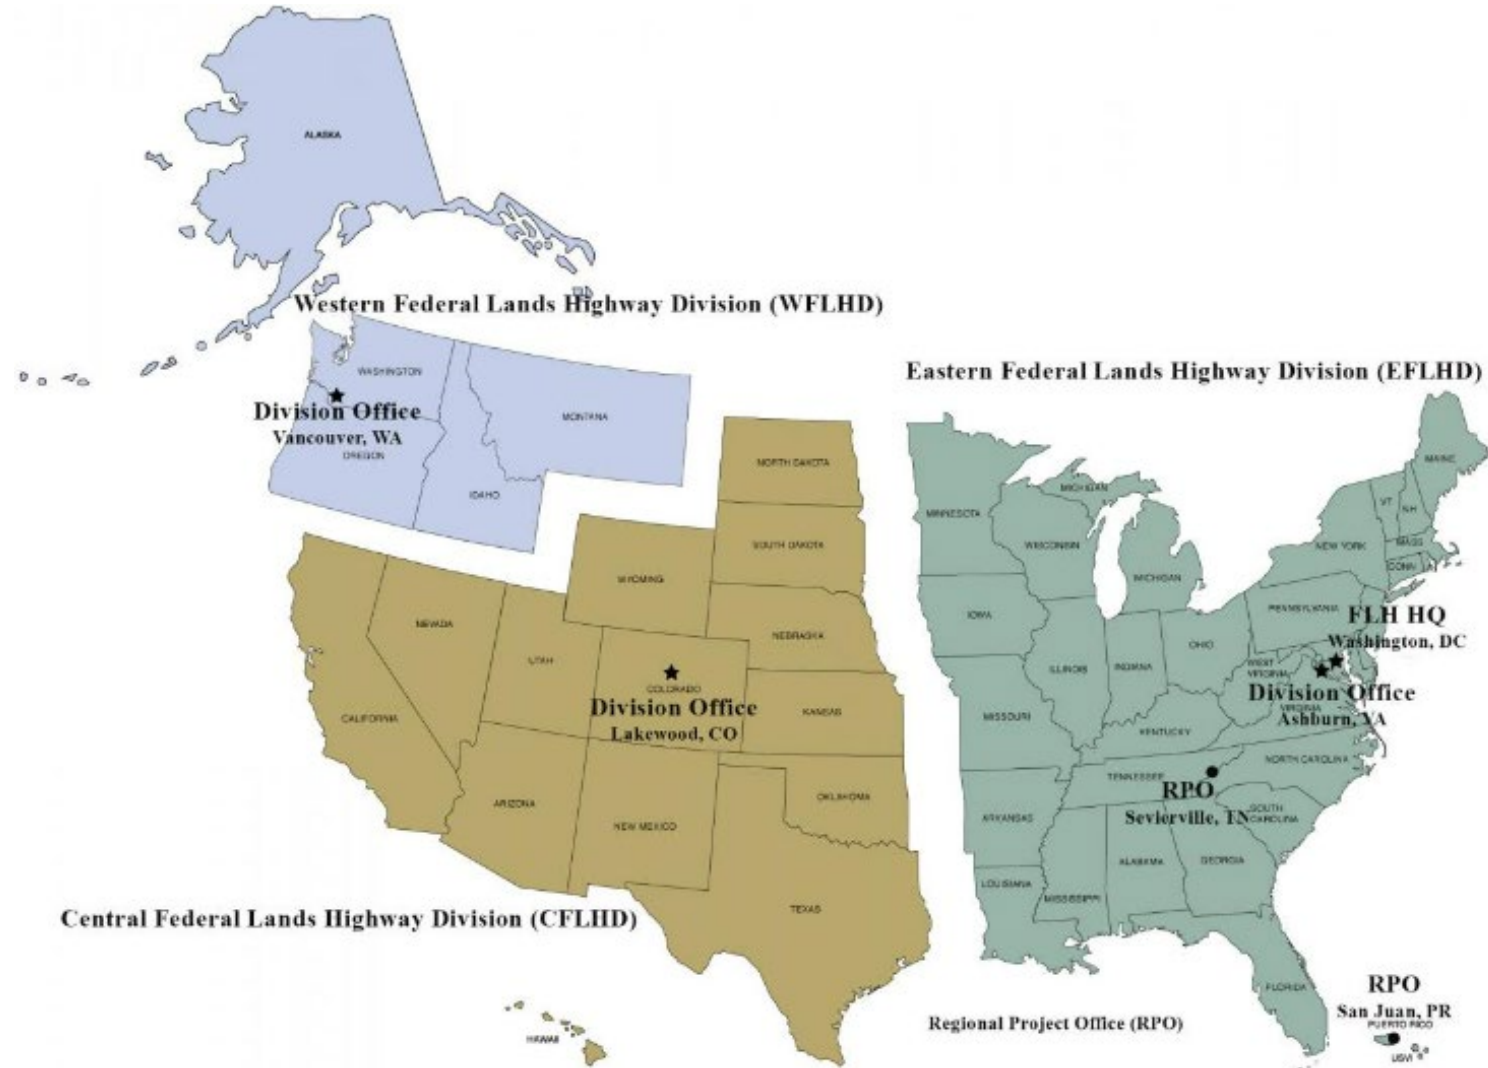 ALASKA
Western Federal Lands Highway Division (WFLHD)
WASHINGTON
Division Office
Vancouver, WA
OREGON
IDAHO
MONTANA
Eastern Federal Lands Highway Division (EFLHD)
MAINE
VT
NH
MASS
CONN
NEW YORK
MICHIGAN
MINNESOTA
WISCONSIN
MICHIGAN
IOWA
PENNSYLVANIA
FLH HQ
Washington, DC
ILLINOIS
INDIANA
OHIO
WEST
VIRGINIA
Division Office
VIRGINIA
Ashburn, VA
MISSOURI
KENTUCKY
NORTH CAROLINA
TENNESSEE
RPO
Sevierville, TN
SOUTH
CAROLINA
ARKANSAS
ALABAMA
GEORGIA
LOUISIANA
MISSISSIPPI
FLORIDA
RPO
San Juan, PR
PUERTO RICO
USVI
Regional Project Office (RPO)
NORTH DAKOTA
SOUTH DAKOTA
WYOMING
NEBRASKA
NEVADA
UTAH
COLORADO
Division Office
Lakewood, CO
KANSAS
CALIFORNIA
ARIZONA
NEW MEXICO
OKLAHOMA
TEXAS
Central Federal Lands Highway Division (CFLHD)
HAWAII